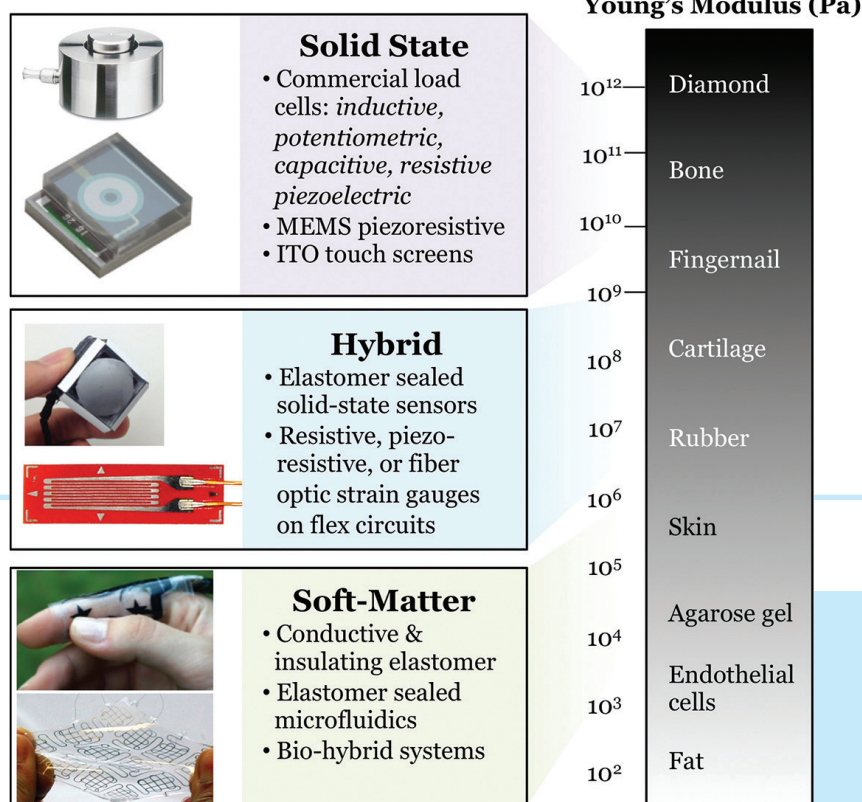 Young's Modulus (Pa)
Solid State
• Commercial load
cells: inductive,
potentiometric,
capacitive, resistive
piezoelectric
• MEMS piezoresistive
• ITO touch screens
Hybrid
• Elastomer sealed
solid-state sensors
• Resistive, piezo-
resistive, or fiber
optic strain gauges
on flex circuits
Soft-Matter
• Conductive &
insulating elastomer
• Elastomer sealed
microfluidics
• Bio-hybrid systems
10¹²
10¹¹
10¹⁰
10⁹
10⁸
10⁷
10⁶
10⁵
10⁴
10³
10²
Diamond
Bone
Fingernail
Cartilage
Rubber
Skin
Agarose gel
Endothelial
cells
Fat